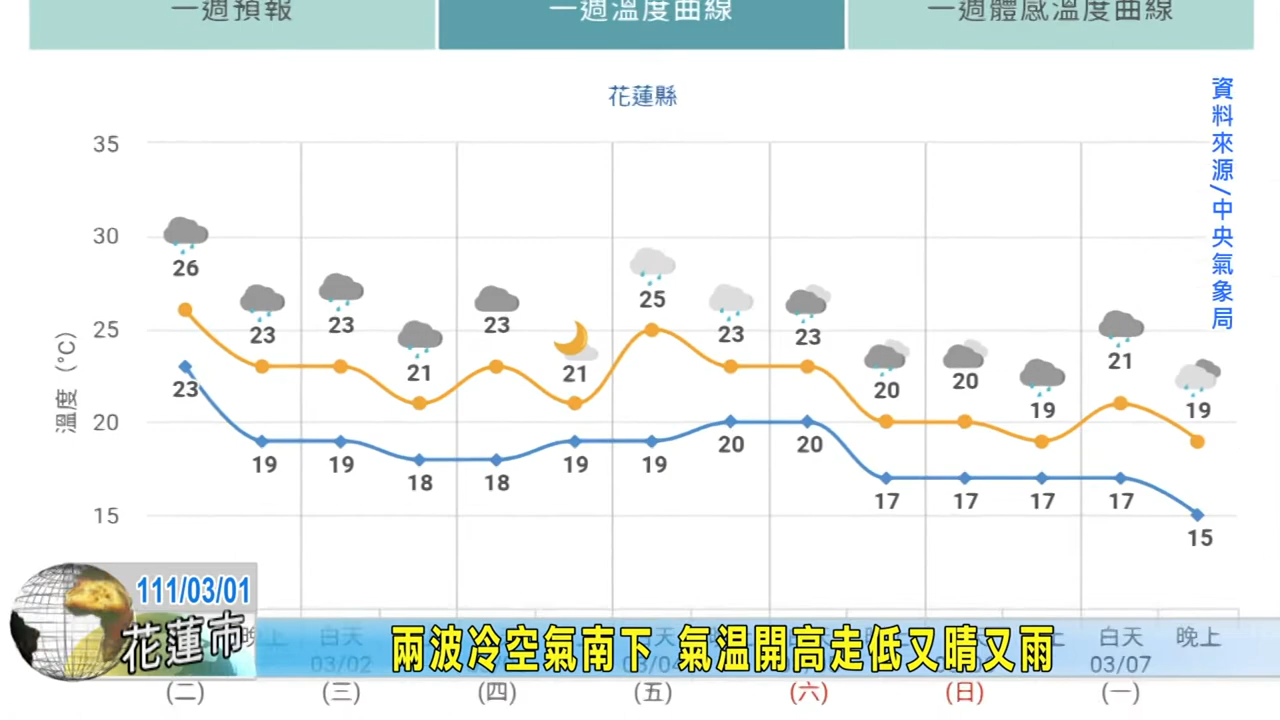 一週預報
一週溫度曲線
一週體感溫度曲線
花蓮縣
資料來源/中央氣象局
溫度 (°C)
35
30
25
20
15
26
23
23
21
23
21
25
23
23
20
20
19
21
19
23
19
19
18
18
19
19
20
20
17
17
17
17
15
111/03/01
花蓮市
兩波冷空氣南下 氣温開高走低又晴又雨
晚上
白天
白天
晚上
03/02
03/07
(二)
(三)
(四)
(五)
(六)
(日)
(一)